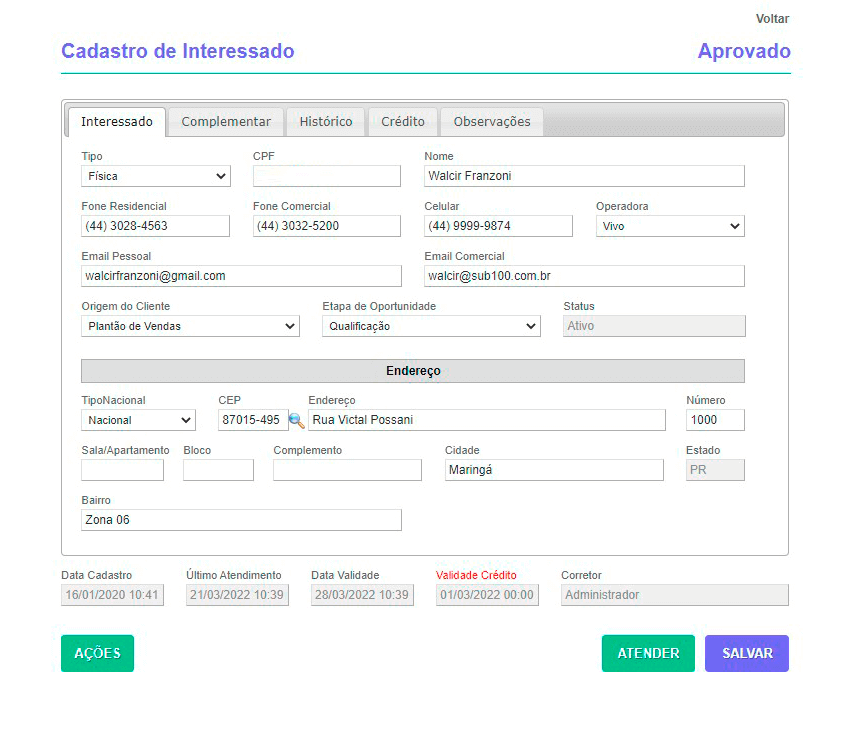 Voltar
Cadastro de Interessado Aprovado
Interessado Complementar Histórico Crédito Observações
Tipo CPF Nome
Física Walcir Franzoni
Fone Residencial Fone Comercial Celular Operadora
(44) 3028-4563 (44) 3032-5200 (44) 9999-9874 Vivo
Email Pessoal Email Comercial
walcirfranzoni@gmail.com walcir@sub100.com.br
Origem do Cliente Etapa de Oportunidade Status
Plantão de Vendas Qualificação Ativo
Endereço
TipoNacional CEP Endereço Número
Nacional 87015-495 Rua Victal Possani 1000
Sala/Apartamento Bloco Complemento Cidade Estado
Maringá PR
Bairro
Zona 06
Data Cadastro Último Atendimento Data Validade Validade Crédito Corretor
16/01/2020 10:41 21/03/2022 10:39 28/03/2022 10:39 01/03/2022 00:00 Administrador
AÇÕES ATENDER SALVAR